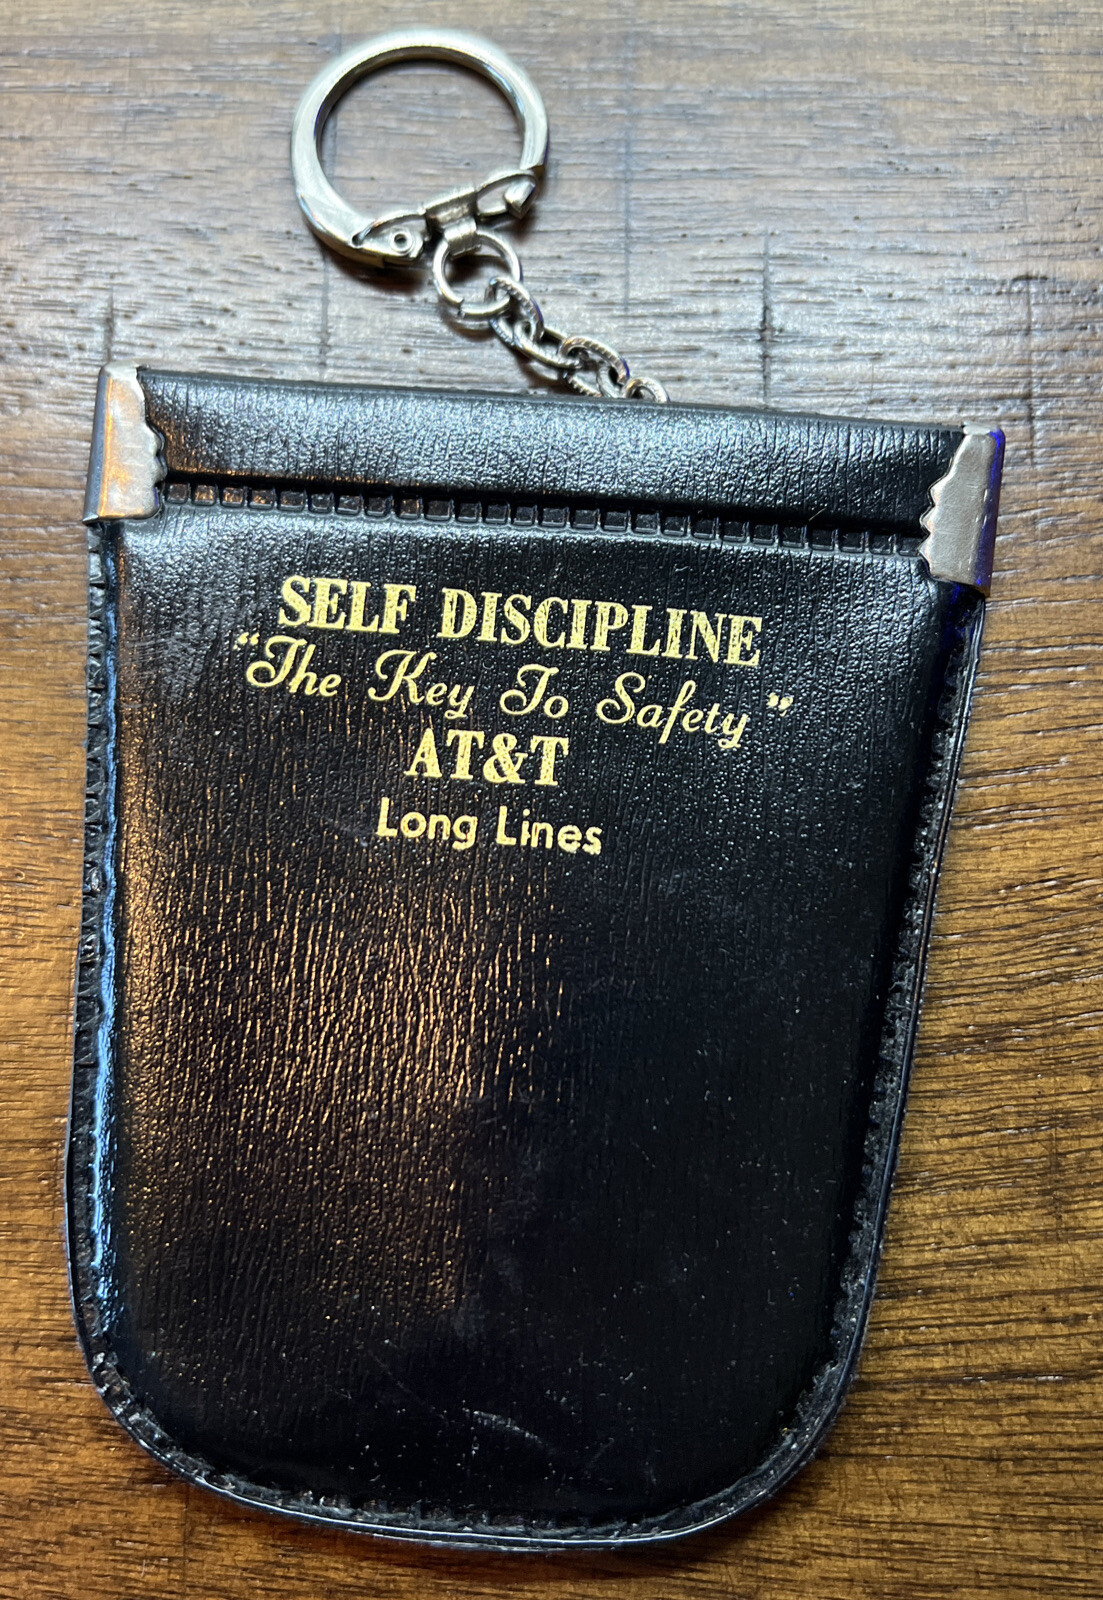 SELF DISCIPLINE
“The Key To Safety”
AT&T
Long Lines